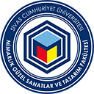 SİVAS CUMHURİYET ÜNİVERSİTESİ
MİMARLIK GÜZEL SANATLAR VE TASARIM FAKÜLTESİ